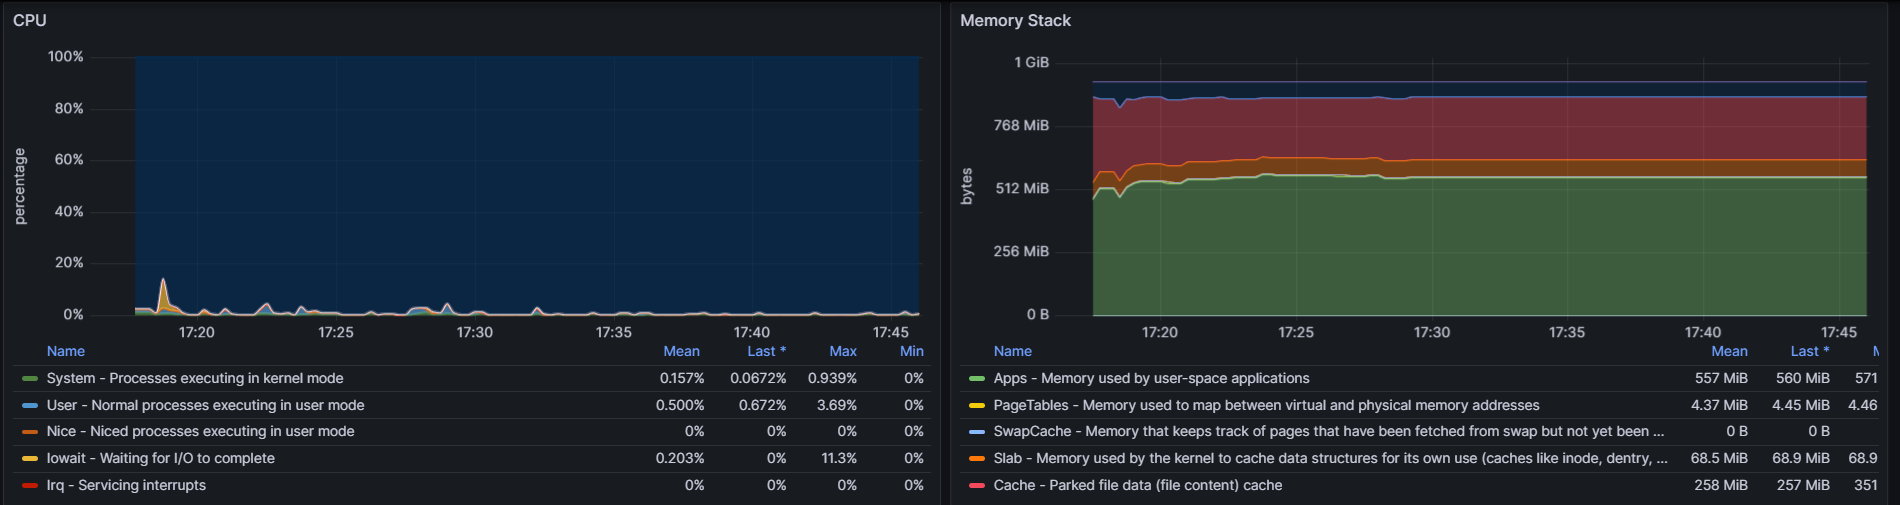 CPU
100%
80%
60%
40%
20%
0%
percentage
17:20 17:25 17:30 17:35 17:40 17:45
Name Mean Last * Max Min
System - Processes executing in kernel mode 0.157% 0.0672% 0.939% 0%
User - Normal processes executing in user mode 0.500% 0.672% 3.69% 0%
Nice - Niced processes executing in user mode 0% 0% 0% 0%
Iowait - Waiting for I/O to complete 0.203% 0% 11.3% 0%
Irq - Servicing interrupts 0% 0% 0% 0%
Memory Stack
1 GiB
768 MiB
512 MiB
256 MiB
0 B
bytes
17:20 17:25 17:30 17:35 17:40 17:45
Name Mean Last *
Apps - Memory used by user-space applications 557 MiB 560 MiB 571
PageTables - Memory used to map between virtual and physical memory addresses 4.37 MiB 4.45 MiB 4.46
SwapCache - Memory that keeps track of pages that have been fetched from swap but not yet been ... 0 B 0 B
Slab - Memory used by the kernel to cache data structures for its own use (caches like inode, dentry, ... 68.5 MiB 68.9 MiB 68.9
Cache - Parked file data (file content) cache 258 MiB 257 MiB 351